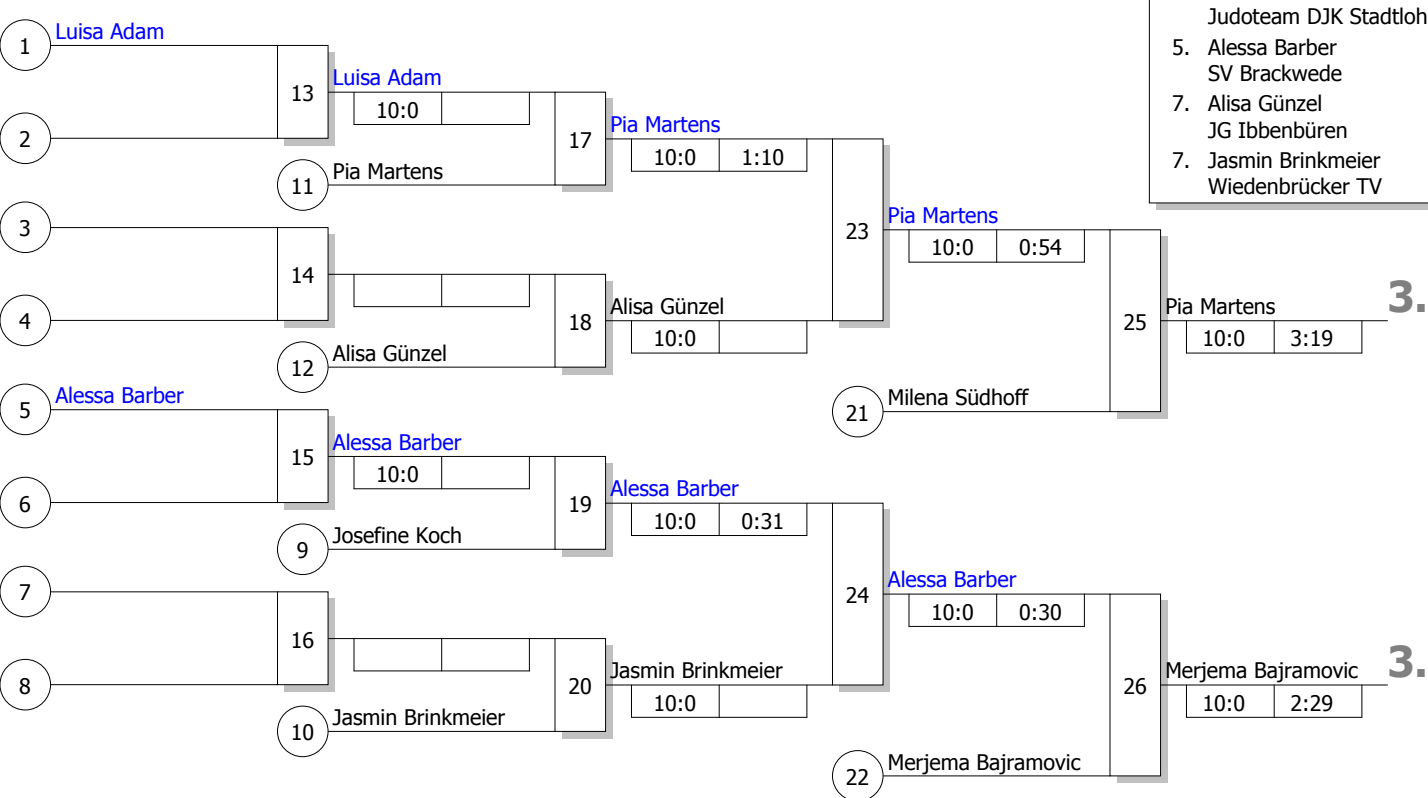 Judoteam DJK Stadtloh
5. Alessa Barber
SV Brackwede
7. Alisa Günzel
JG Ibbenbüren
7. Jasmin Brinkmeier
Wiedenbrücker TV
1 Luisa Adam
2
13
Luisa Adam
10:0
11 Pia Martens
17
Pia Martens
10:0 1:10
3
4
14
12 Alisa Günzel
18
Alisa Günzel
10:0
23
Pia Martens
10:0 0:54
21 Milena Südhoff
25
Pia Martens
10:0 3:19
3.
5 Alessa Barber
6
15
Alessa Barber
10:0
9 Josefine Koch
19
Alessa Barber
10:0 0:31
7
8
16
10 Jasmin Brinkmeier
20
Jasmin Brinkmeier
10:0
24
Alessa Barber
10:0 0:30
22 Merjema Bajramovic
26
Merjema Bajramovic
10:0 2:29
3.